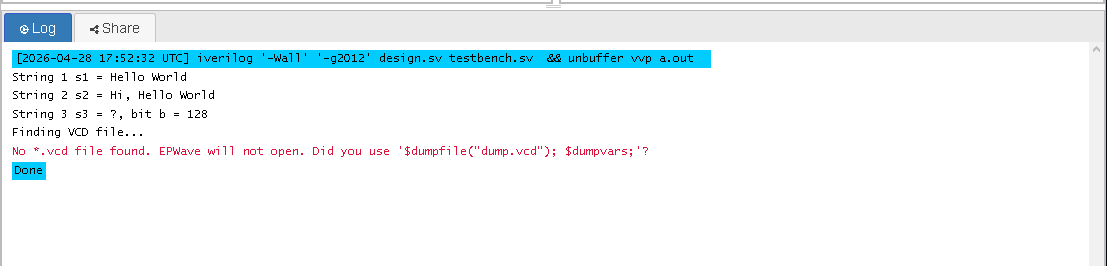 Log
Share
[2026-04-28 17:52:32 UTC] iverilog '-Wall' '-g2012' design.sv testbench.sv && unbuffer vvp a.out
String 1 s1 = Hello World
String 2 s2 = Hi, Hello World
String 3 s3 = ?, bit b = 128
Finding VCD file...
No *.vcd file found. EPWave will not open. Did you use '$dumpfile("dump.vcd"); $dumpvars;'?
Done